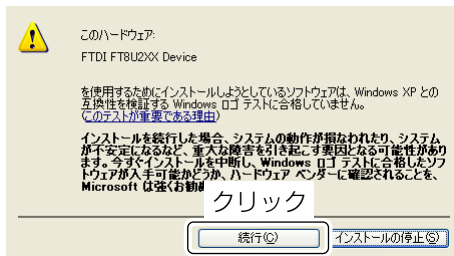 このハードウェア:
FTDI FT8U2XX Device
を使用するためにインストールしようとしているソフトウェアは、Windows XP との
互換性を検証する Windows ロゴ テストに合格していません。
(このテストが重要である理由)
インストールを続行した場合、システムの動作が損なわれたり、システム
が不安定になるなど、重大な障害を引き起こす要因となる可能性があり
ます。今すぐインストールを中断し、Windows ロゴ テストに合格したソフ
トウェアが入手可能かどうか、ハードウェア ベンダーに確認されることを、
Microsoft は強くお勧め
クリック
続行(C)
インストールの停止(S)